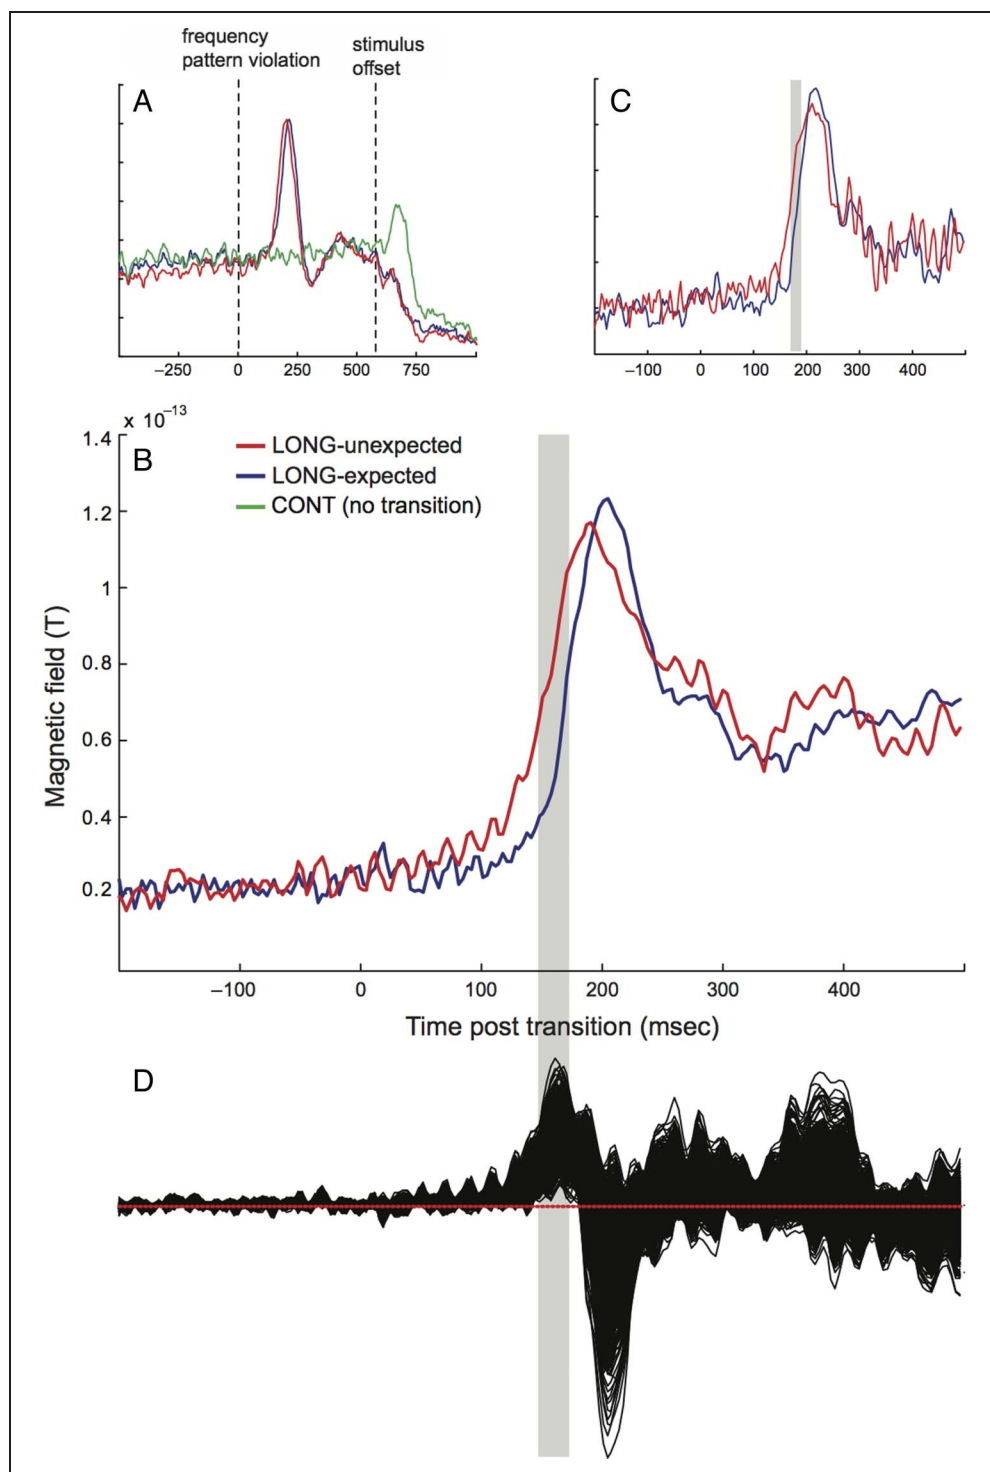 frequency
pattern violation
stimulus
offset
A
−250 0 250 500 750
C
−100 0 100 200 300 400
x 10−13
B
LONG-unexpected
LONG-expected
CONT (no transition)
1.4
1.2
1
0.8
0.6
0.4
0.2
Magnetic field (T)
−100 0 100 200 300 400
Time post transition (msec)
D